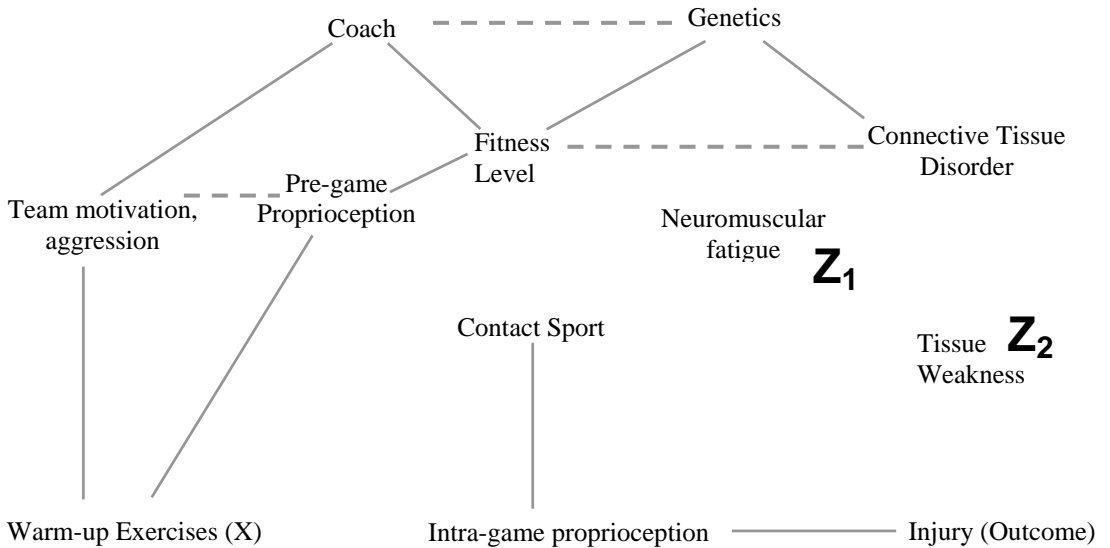 Coach
Genetics
Fitness
Level
Connective Tissue
Disorder
Pre-game
Proprioception
Team motivation,
aggression
Neuromuscular
fatigue
Z1
Contact Sport
Tissue
Weakness
Z2
Warm-up Exercises (X)
Intra-game proprioception
Injury (Outcome)